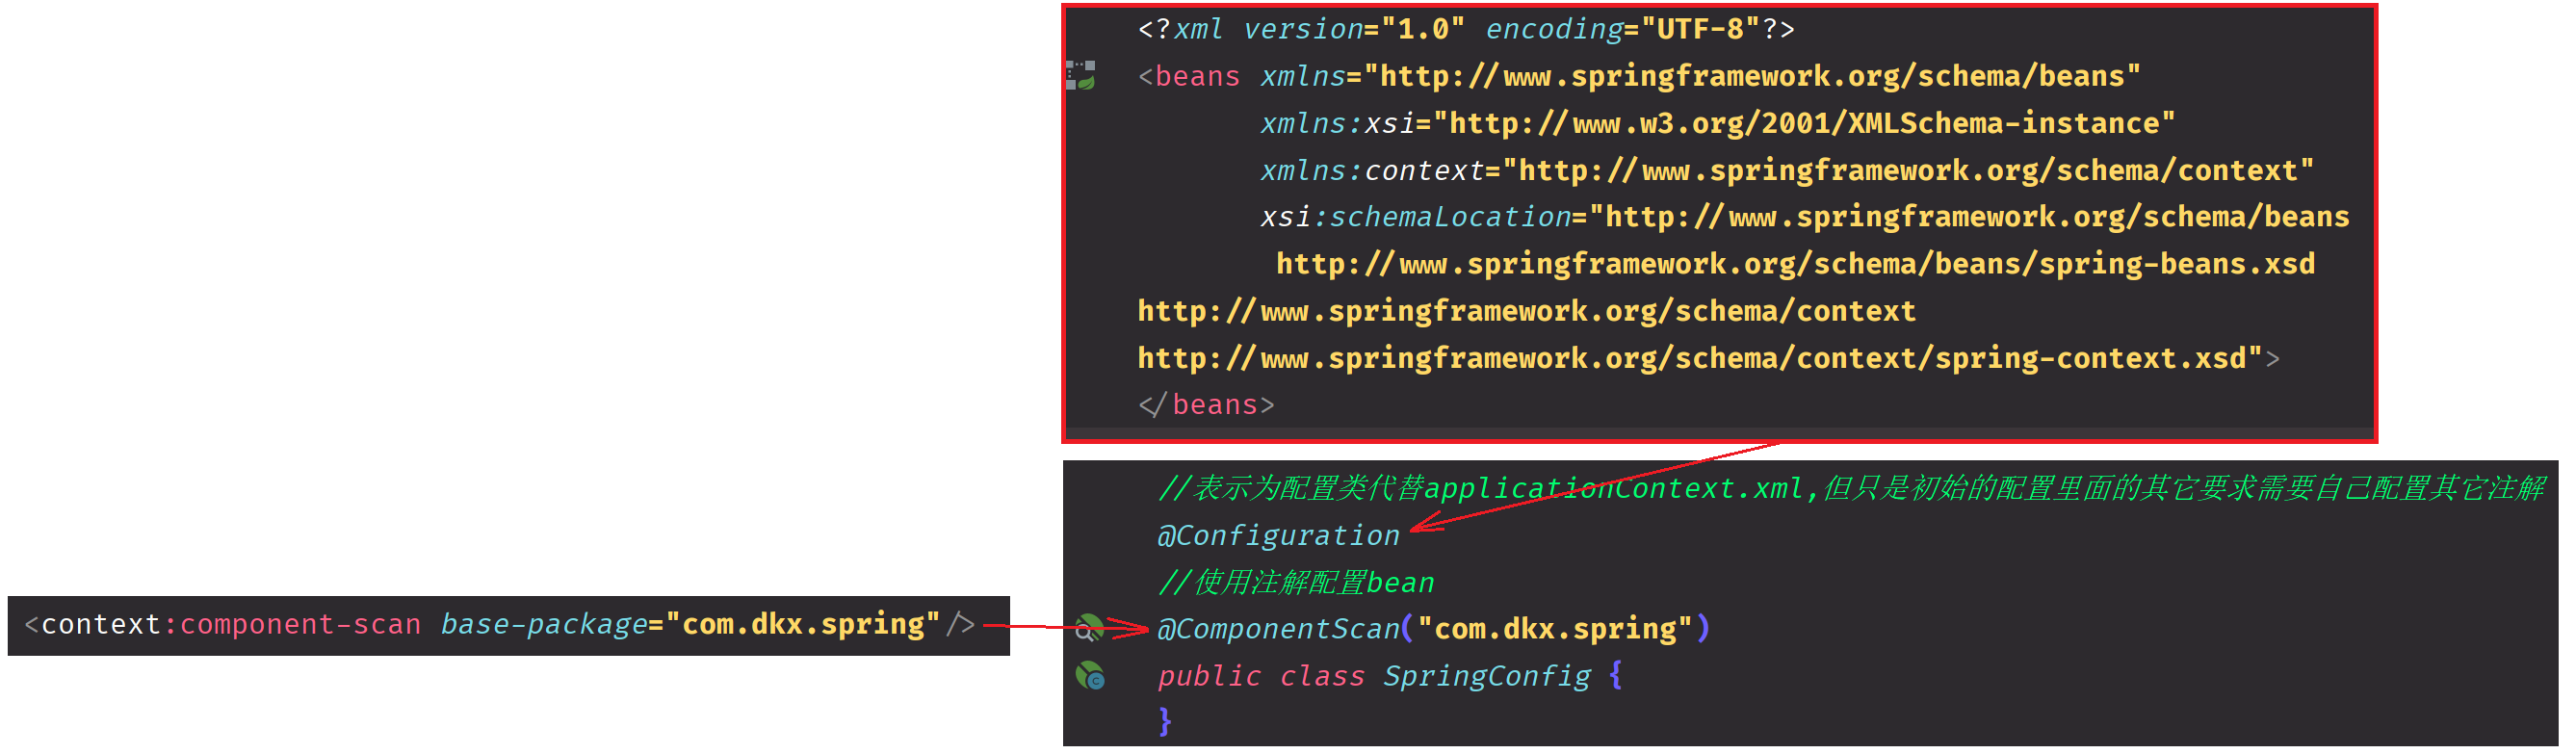 <?xml version="1.0" encoding="UTF-8"?>
<beans xmlns="http://www.springframework.org/schema/beans"
xmlns:xsi="http://www.w3.org/2001/XMLSchema-instance"
xmlns:context="http://www.springframework.org/schema/context"
xsi:schemaLocation="http://www.springframework.org/schema/beans
http://www.springframework.org/schema/beans/spring-beans.xsd
http://www.springframework.org/schema/context
http://www.springframework.org/schema/context/spring-context.xsd">
</beans>
//表示为配置类代替applicationContext.xml,但只是初始的配置里面的其它要求需要自己配置其它注解
@Configuration
//使用注解配置bean
<context:component-scan base-package="com.dkx.spring"/>
@ComponentScan("com.dkx.spring")
public class SpringConfig {
}